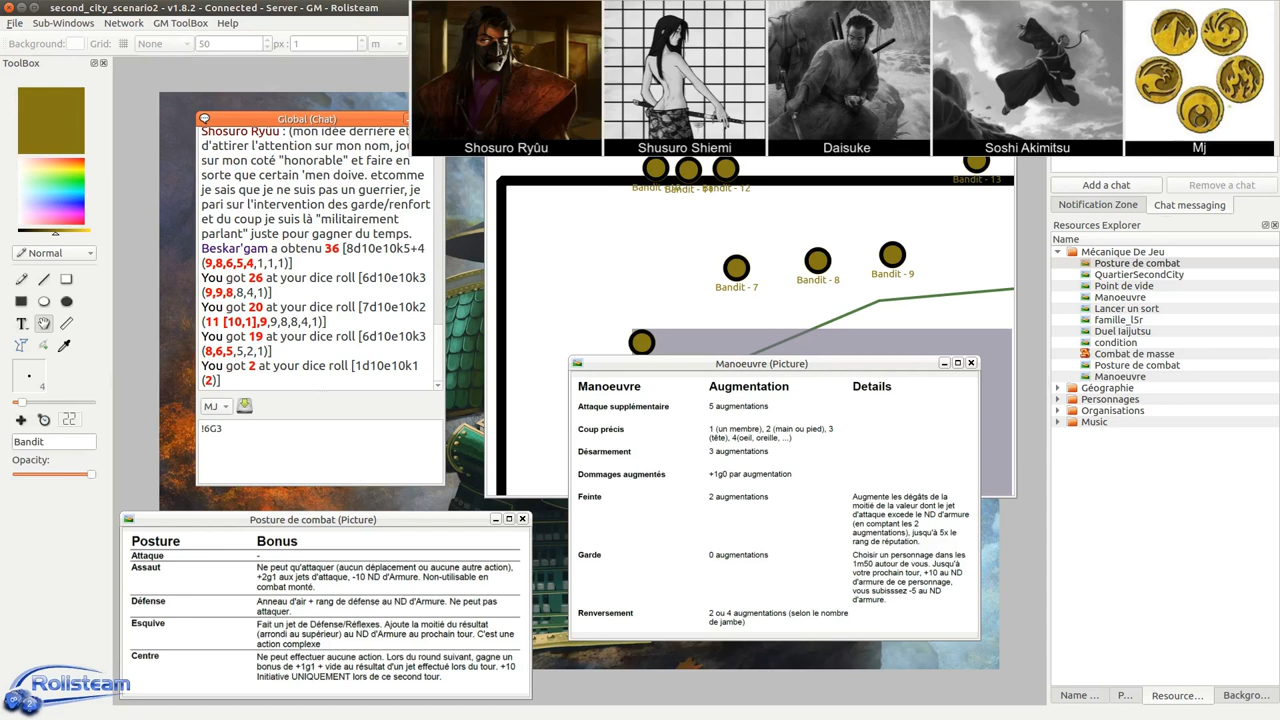 second_city_scenario2 - v1.8.2 - Connected - Server - GM - Rolisteam
File Sub-Windows Network GM ToolBox Help
Background: Grid: None 50 px: 1 m
ToolBox
Normal
4
Bandit
Opacity:
Global (Chat)
Shosuro Ryuu : (mon idée derrière et
d'attirer l'attention sur mon nom, jou
sur mon coté "honorable" et faire en
sorte que certain 'men doive. etcomme
je sais que je suis pas un guerrier, je
pari sur l'intervention des garde/renfort
et du coup je suis là "militairement
parlant" juste pour gagner du temps.
Beskar'gam a obtenu 36 [8d10e10k5+4
(9,8,6,5,4,1,1,1)]
You got 26 at your dice roll [6d10e10k3
(9,9,8,8,4,1)]
You got 20 at your dice roll [7d10e10k2
(11 [10,1],9,9,8,8,4,1)]
You got 19 at your dice roll [6d10e10k3
(8,6,5,5,2,1)]
You got 2 at your dice roll [1d10e10k1
(2)]
MJ
!6G3
Shosuro Ryûu
Shusuro Shiemi
Daisuke
Soshi Akimitsu
Mj
Bandit - 12
Bandit - 13
Bandit - 7
Bandit - 8
Bandit - 9
Manoeuvre (Picture)
Manoeuvre Augmentation Details
Attaque supplémentaire 5 augmentations
Coup précis 1 (un membre), 2 (main ou pied), 3
(tête), 4(oeil, oreille, ...)
Désarmement 3 augmentations
Dommages augmentés +1g0 par augmentation
Feinte 2 augmentations Augmente les dégâts de la
moitié de la valeur dont le jet
d'attaque excede le ND d'armure
(en comptant les 2
augmentations), jusqu'à 5x le
rang de réputation.
Garde 0 augmentations Choisir un personnage dans les
1m50 autour de vous. Jusqu'à
votre prochain tour, +10 au ND
d'armure de ce personnage,
vous subisssez -5 au ND
d'armure.
Renversement 2 ou 4 augmentations (selon le nombre
de jambe)
Posture de combat (Picture)
Posture Bonus
Attaque -
Assaut Ne peut qu'attaquer (aucun déplacement ou aucune autre action),
+2g1 aux jets d'attaque, -10 ND d'Armure. Non-utilisable en
combat monté.
Défense Anneau d'air + rang de défense au ND d'Armure. Ne peut pas
attaquer.
Esquive Fait un jet de Défense/Réflexes. Ajoute la moitié du résultat
(arrondi au supérieur) au ND d'Armure au prochain tour. C'est une
action complexe
Centre Ne peut effectuer aucune action. Lors du round suivant, gagne un
bonus de +1g1 + vide au résultat d'un jet effectué lors du tour. +10
Initiative UNIQUEMENT lors de ce second tour.
Rolisteam
Add a chat Remove a chat
Notification Zone Chat messaging
Resources Explorer
Name
Mécanique De Jeu
Posture de combat
QuartierSecondCity
Point de vide
Manoeuvre
Lancer un sort
famille_l5r
Duel Iaijutsu
condition
Combat de masse
Posture de combat
Manoeuvre
Géographie
Personnages
Organisations
Music
Name ... P... Resource... Backgro...